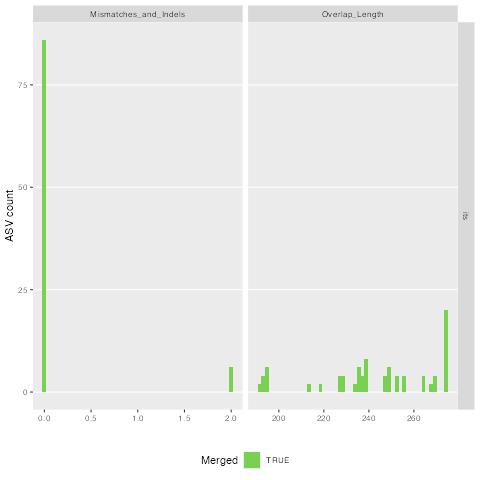 Mismatches_and_Indels Overlap_Length
ASV count
75
50
25
0
its
0.0 0.5 1.0 1.5 2.0 200 220 240 260
Merged TRUE